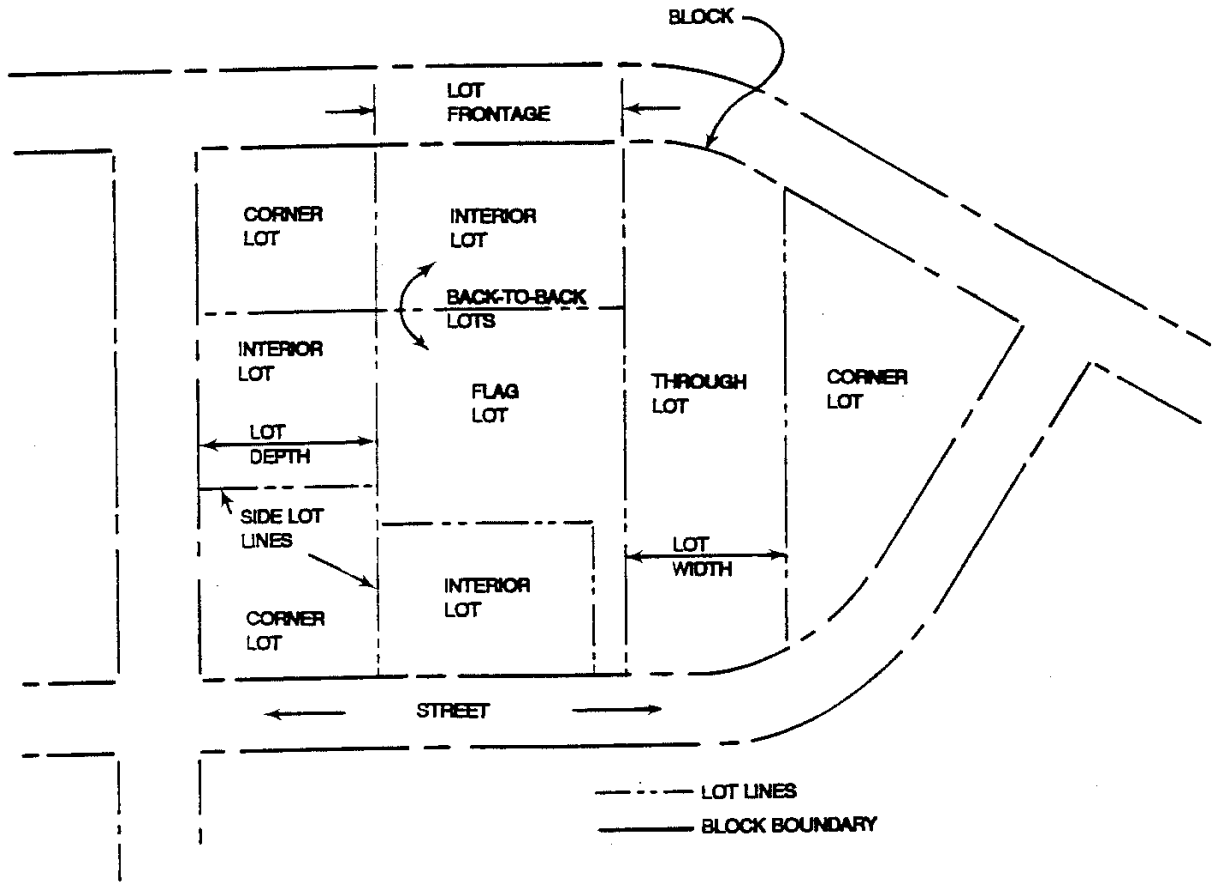 BLOCK
LOT
FRONTAGE
CORNER
LOT
INTERIOR
LOT
BACK-TO-BACK
LOTS
INTERIOR
LOT
FLAG
LOT
THROUGH
LOT
CORNER
LOT
LOT
DEPTH
SIDE LOT
LINES
LOT
WIDTH
INTERIOR
LOT
CORNER
LOT
STREET
LOT LINES
BLOCK BOUNDARY